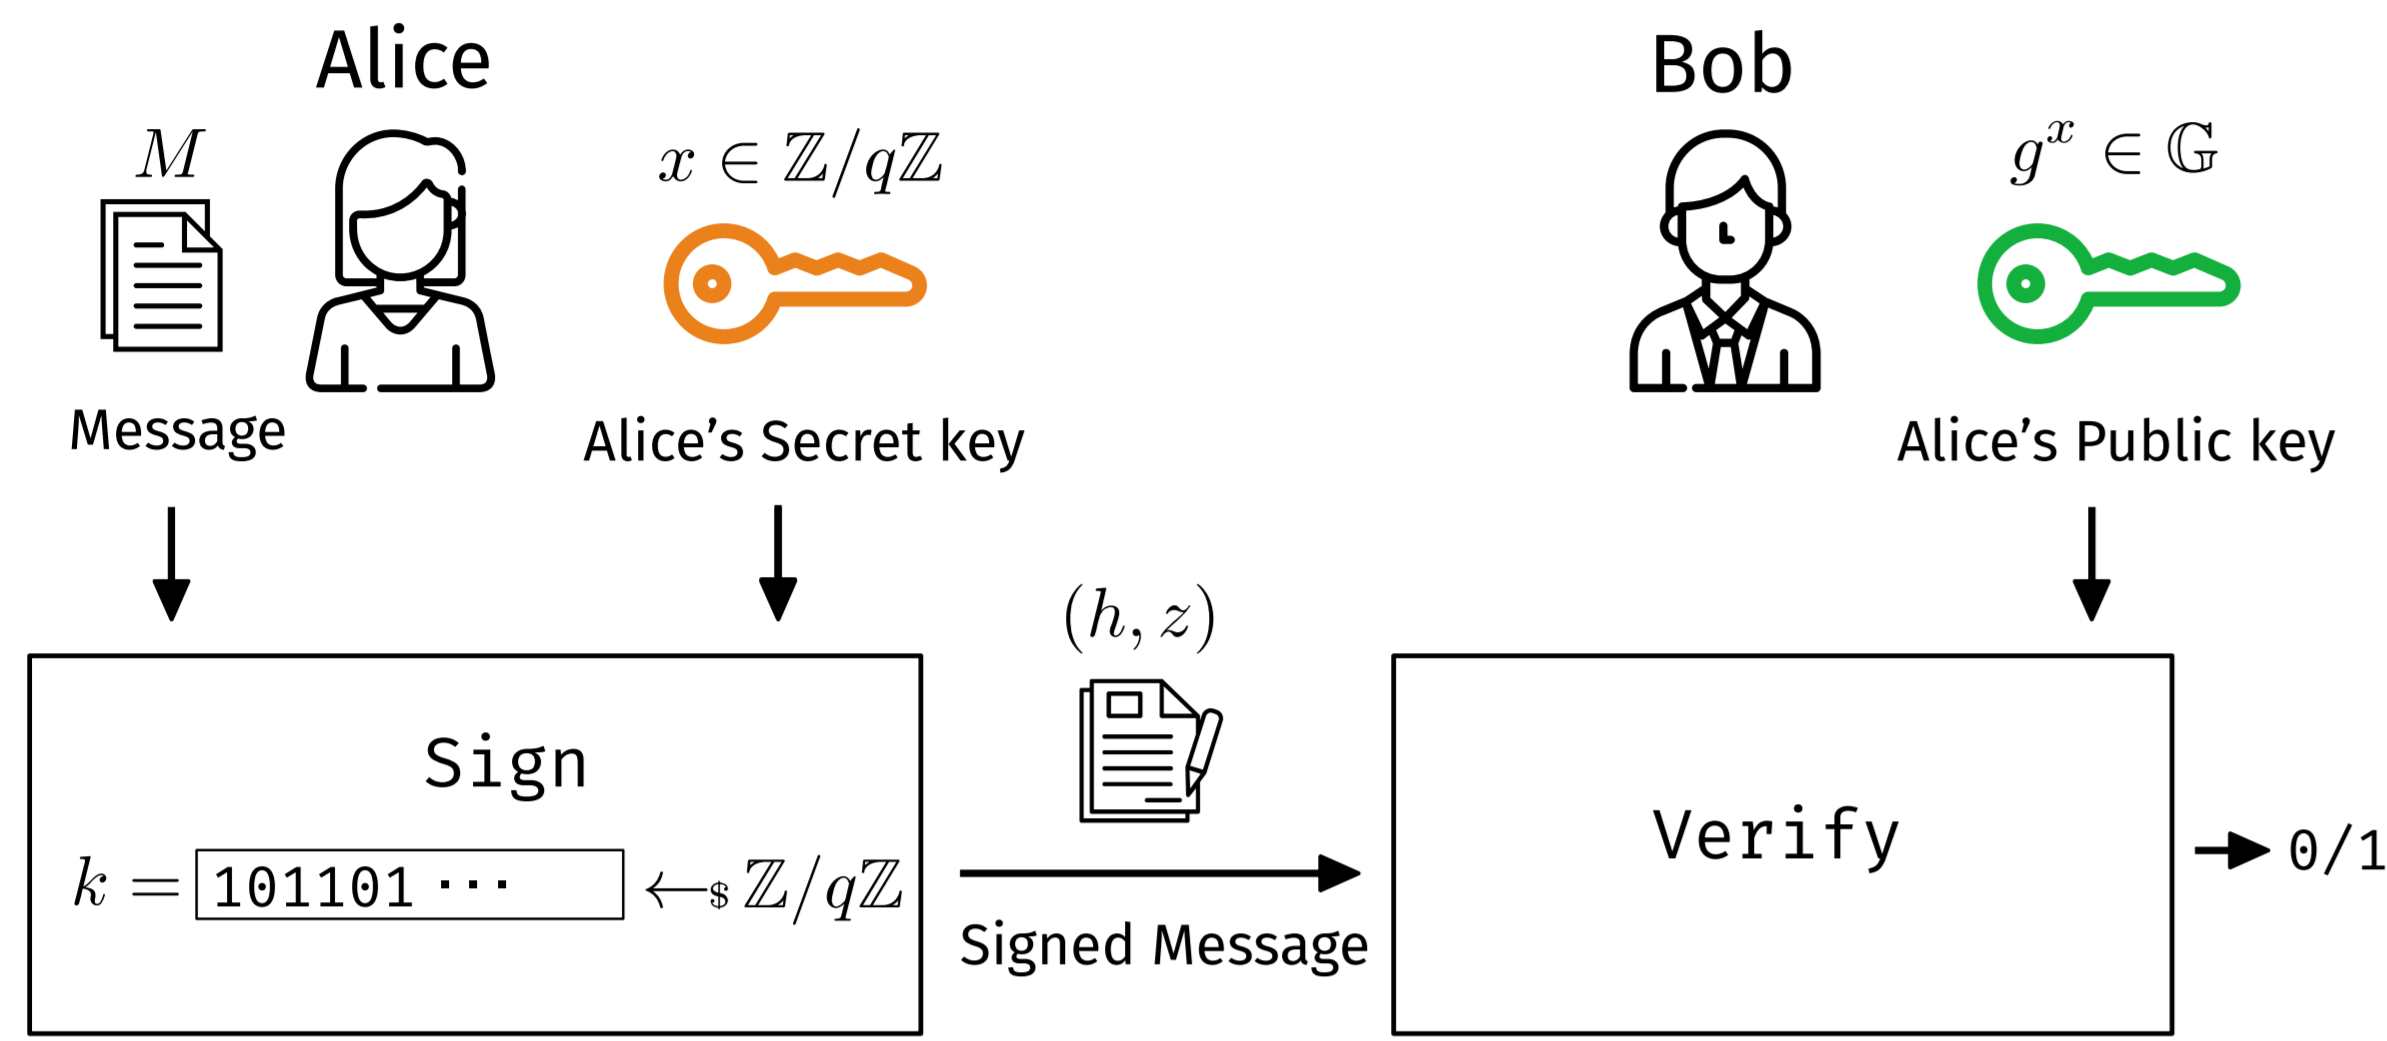 Alice
M
x ∈ ℤ/qℤ
Message
Alice's Secret key
Bob
g^x ∈ 𝔾
Alice's Public key
Sign
k = 101101 ··· ←$ ℤ/qℤ
(h, z)
Signed Message
Verify
0/1